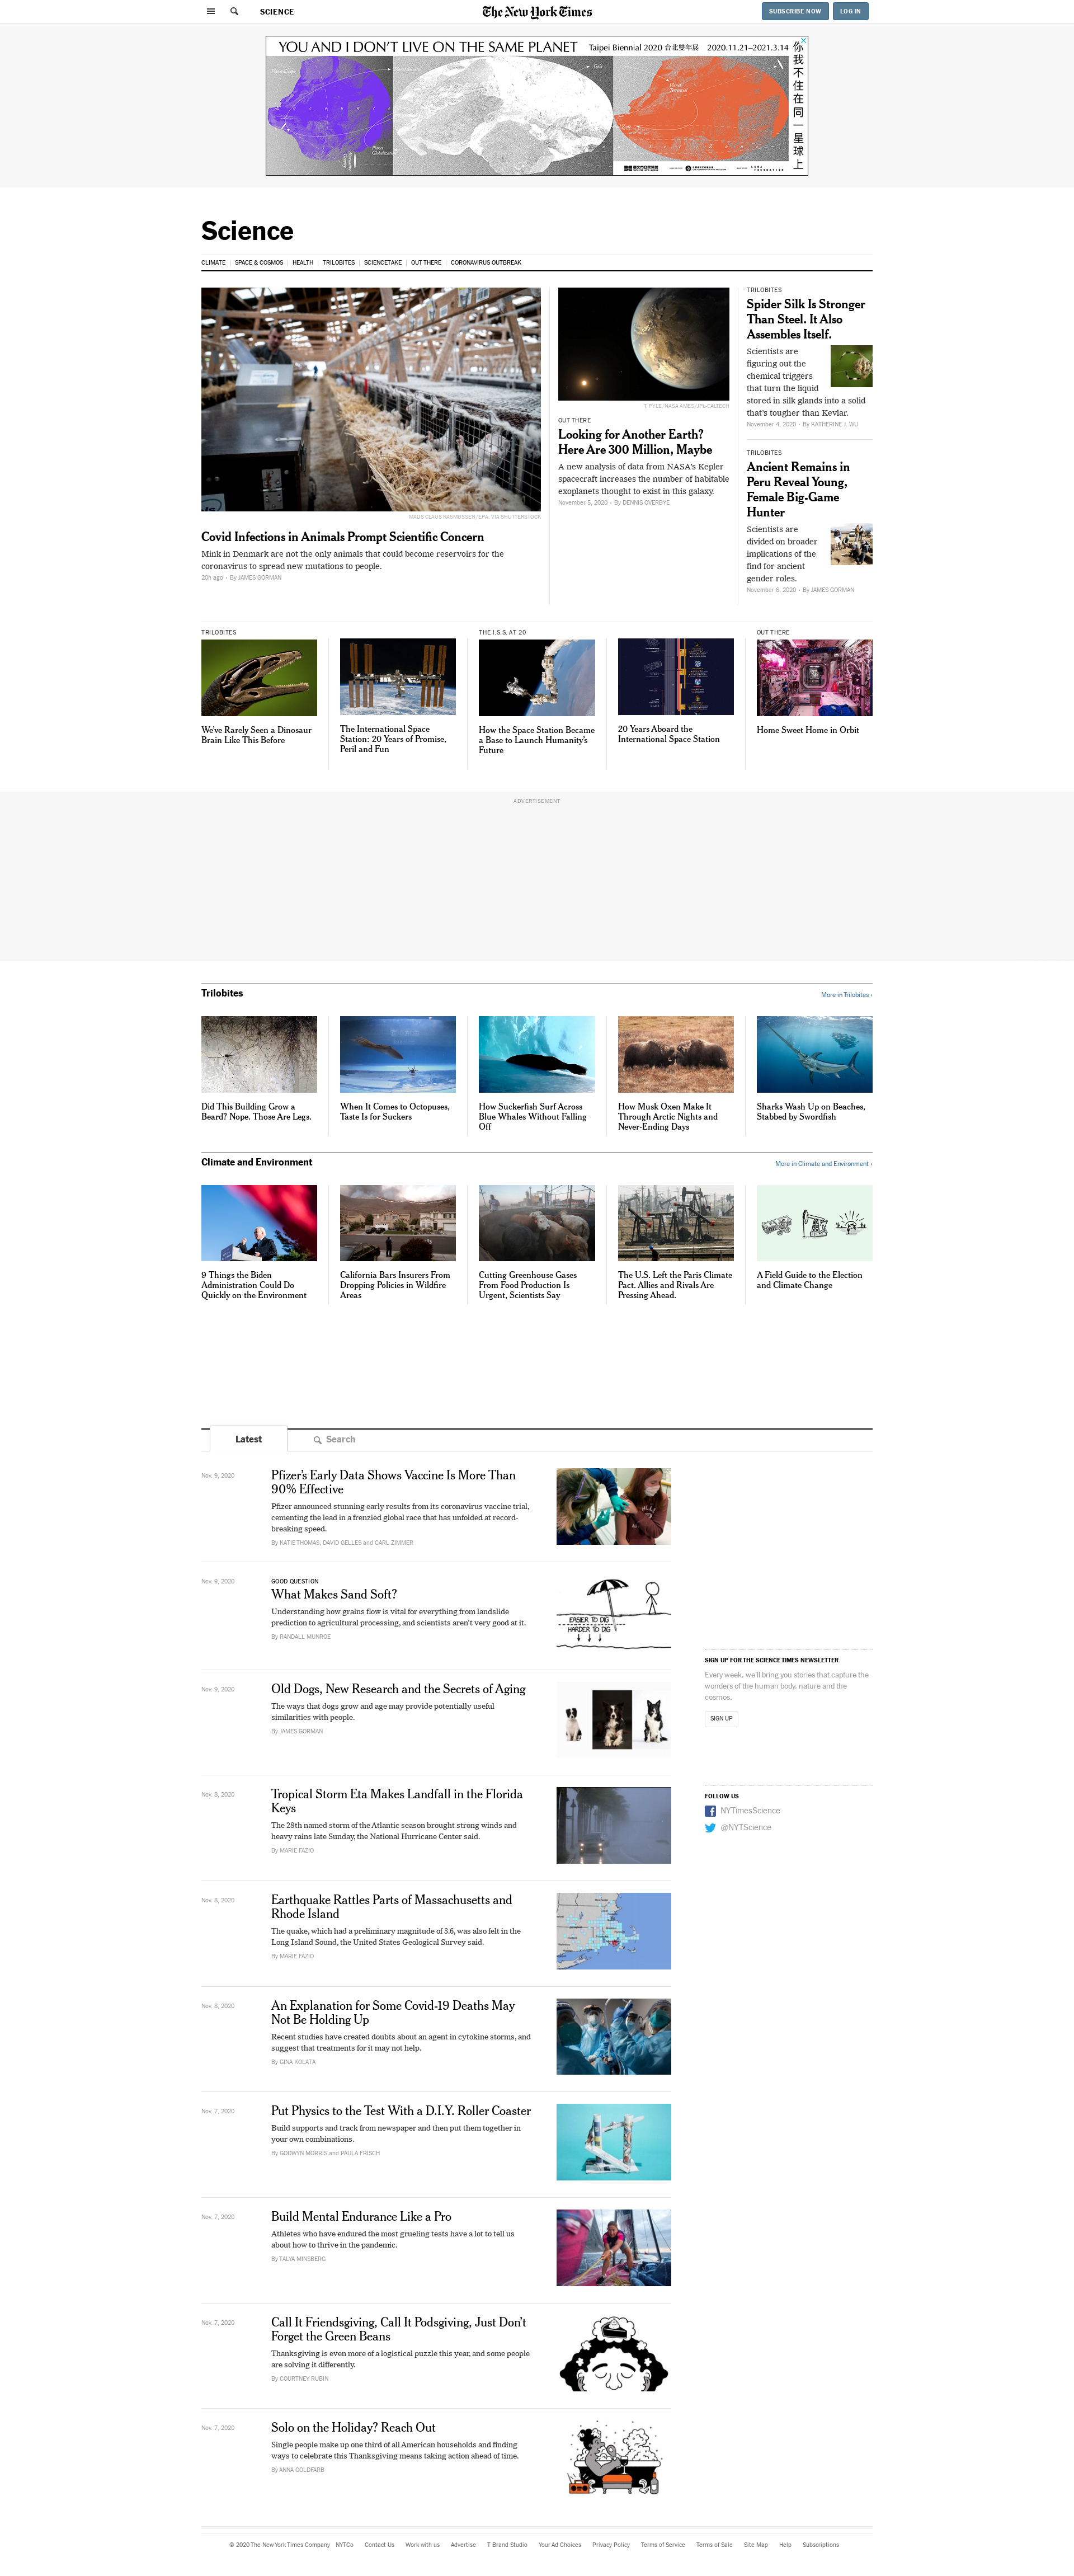 SCIENCE
The New York Times
SUBSCRIBE NOW
LOG IN
YOU AND I DON'T LIVE ON THE SAME PLANET
Taipei Biennial 2020 台北雙年展
2020.11.21–2021.3.14
你我不住在同一星球上
Science
CLIMATE
SPACE & COSMOS
HEALTH
TRILOBITES
SCIENCETAKE
OUT THERE
CORONAVIRUS OUTBREAK
MADS CLAUS RASMUSSEN/EPA, VIA SHUTTERSTOCK
Covid Infections in Animals Prompt Scientific Concern
Mink in Denmark are not the only animals that could become reservoirs for the
coronavirus to spread new mutations to people.
20h ago • By JAMES GORMAN
T. PYLE/NASA AMES/JPL-CALTECH
OUT THERE
Looking for Another Earth?
Here Are 300 Million, Maybe
A new analysis of data from NASA's Kepler
spacecraft increases the number of habitable
exoplanets thought to exist in this galaxy.
November 5, 2020 • By DENNIS OVERBYE
TRILOBITES
Spider Silk Is Stronger
Than Steel. It Also
Assembles Itself.
Scientists are
figuring out the
chemical triggers
that turn the liquid
stored in silk glands into a solid
that's tougher than Kevlar.
November 4, 2020 • By KATHERINE J. WU
TRILOBITES
Ancient Remains in
Peru Reveal Young,
Female Big-Game
Hunter
Scientists are
divided on broader
implications of the
find for ancient
gender roles.
November 6, 2020 • By JAMES GORMAN
TRILOBITES
We've Rarely Seen a Dinosaur
Brain Like This Before
The International Space
Station: 20 Years of Promise,
Peril and Fun
THE I.S.S. AT 20
How the Space Station Became
a Base to Launch Humanity's
Future
20 Years Aboard the
International Space Station
OUT THERE
Home Sweet Home in Orbit
ADVERTISEMENT
Trilobites
More in Trilobites ›
Did This Building Grow a
Beard? Nope. Those Are Legs.
When It Comes to Octopuses,
Taste Is for Suckers
How Suckerfish Surf Across
Blue Whales Without Falling
Off
How Musk Oxen Make It
Through Arctic Nights and
Never-Ending Days
Sharks Wash Up on Beaches,
Stabbed by Swordfish
Climate and Environment
More in Climate and Environment ›
9 Things the Biden
Administration Could Do
Quickly on the Environment
California Bars Insurers From
Dropping Policies in Wildfire
Areas
Cutting Greenhouse Gases
From Food Production Is
Urgent, Scientists Say
The U.S. Left the Paris Climate
Pact. Allies and Rivals Are
Pressing Ahead.
A Field Guide to the Election
and Climate Change
Latest
Search
Nov. 9, 2020
Pfizer's Early Data Shows Vaccine Is More Than
90% Effective
Pfizer announced stunning early results from its coronavirus vaccine trial,
cementing the lead in a frenzied global race that has unfolded at record-
breaking speed.
By KATIE THOMAS, DAVID GELLES and CARL ZIMMER
Nov. 9, 2020
GOOD QUESTION
What Makes Sand Soft?
Understanding how grains flow is vital for everything from landslide
prediction to agricultural processing, and scientists aren't very good at it.
By RANDALL MUNROE
EASIER TO DIG
HARDER TO DIG
SIGN UP FOR THE SCIENCE TIMES NEWSLETTER
Every week, we'll bring you stories that capture the
wonders of the human body, nature and the
cosmos.
SIGN UP
Nov. 9, 2020
Old Dogs, New Research and the Secrets of Aging
The ways that dogs grow and age may provide potentially useful
similarities with people.
By JAMES GORMAN
FOLLOW US
NYTimesScience
@NYTScience
Nov. 8, 2020
Tropical Storm Eta Makes Landfall in the Florida
Keys
The 28th named storm of the Atlantic season brought strong winds and
heavy rains late Sunday, the National Hurricane Center said.
By MARIE FAZIO
Nov. 8, 2020
Earthquake Rattles Parts of Massachusetts and
Rhode Island
The quake, which had a preliminary magnitude of 3.6, was also felt in the
Long Island Sound, the United States Geological Survey said.
By MARIE FAZIO
Nov. 8, 2020
An Explanation for Some Covid-19 Deaths May
Not Be Holding Up
Recent studies have created doubts about an agent in cytokine storms, and
suggest that treatments for it may not help.
By GINA KOLATA
Nov. 7, 2020
Put Physics to the Test With a D.I.Y. Roller Coaster
Build supports and track from newspaper and then put them together in
your own combinations.
By GODWYN MORRIS and PAULA FRISCH
Nov. 7, 2020
Build Mental Endurance Like a Pro
Athletes who have endured the most grueling tests have a lot to tell us
about how to thrive in the pandemic.
By TALYA MINSBERG
Nov. 7, 2020
Call It Friendsgiving, Call It Podsgiving, Just Don't
Forget the Green Beans
Thanksgiving is even more of a logistical puzzle this year, and some people
are solving it differently.
By COURTNEY RUBIN
Nov. 7, 2020
Solo on the Holiday? Reach Out
Single people make up one third of all American households and finding
ways to celebrate this Thanksgiving means taking action ahead of time.
By ANNA GOLDFARB
© 2020 The New York Times Company
NYTCo
Contact Us
Work with us
Advertise
T Brand Studio
Your Ad Choices
Privacy Policy
Terms of Service
Terms of Sale
Site Map
Help
Subscriptions